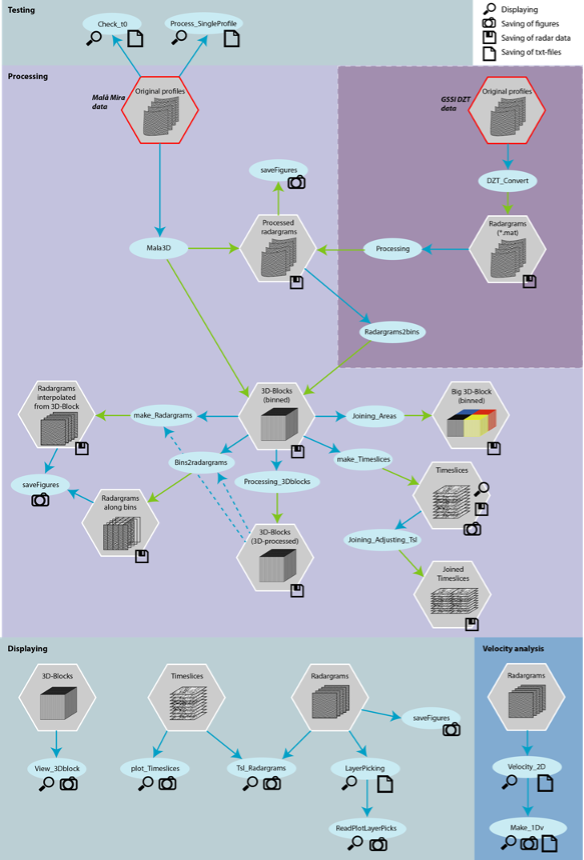 Testing
Check_t0
Process_SingleProfile
Displaying
Saving of figures
Saving of radar data
Saving of txt-files
Processing
Malå Mira
data
Original profiles
GSSI DZT
data
Original profiles
saveFigures
DZT_Convert
Mala3D
Processed
radargrams
Processing
Radargrams
(*.mat)
Radargrams2bins
Radargrams
interpolated
from 3D-Block
make_Radargrams
3D-Blocks
(binned)
Joining_Areas
Big 3D-Block
(binned)
Bins2radargrams
make_Timeslices
saveFigures
Radargrams
along bins
Processing_3Dblocks
Timeslices
3D-Blocks
(3D-processed)
Joining_Adjusting_Tsl
Joined
Timeslices
Displaying
Velocity analysis
3D-Blocks
Timeslices
Radargrams
Radargrams
saveFigures
View_3Dblock
plot_Timeslices
Tsl_Radargrams
LayerPicking
Velocity_2D
ReadPlotLayerPicks
Make_1Dv